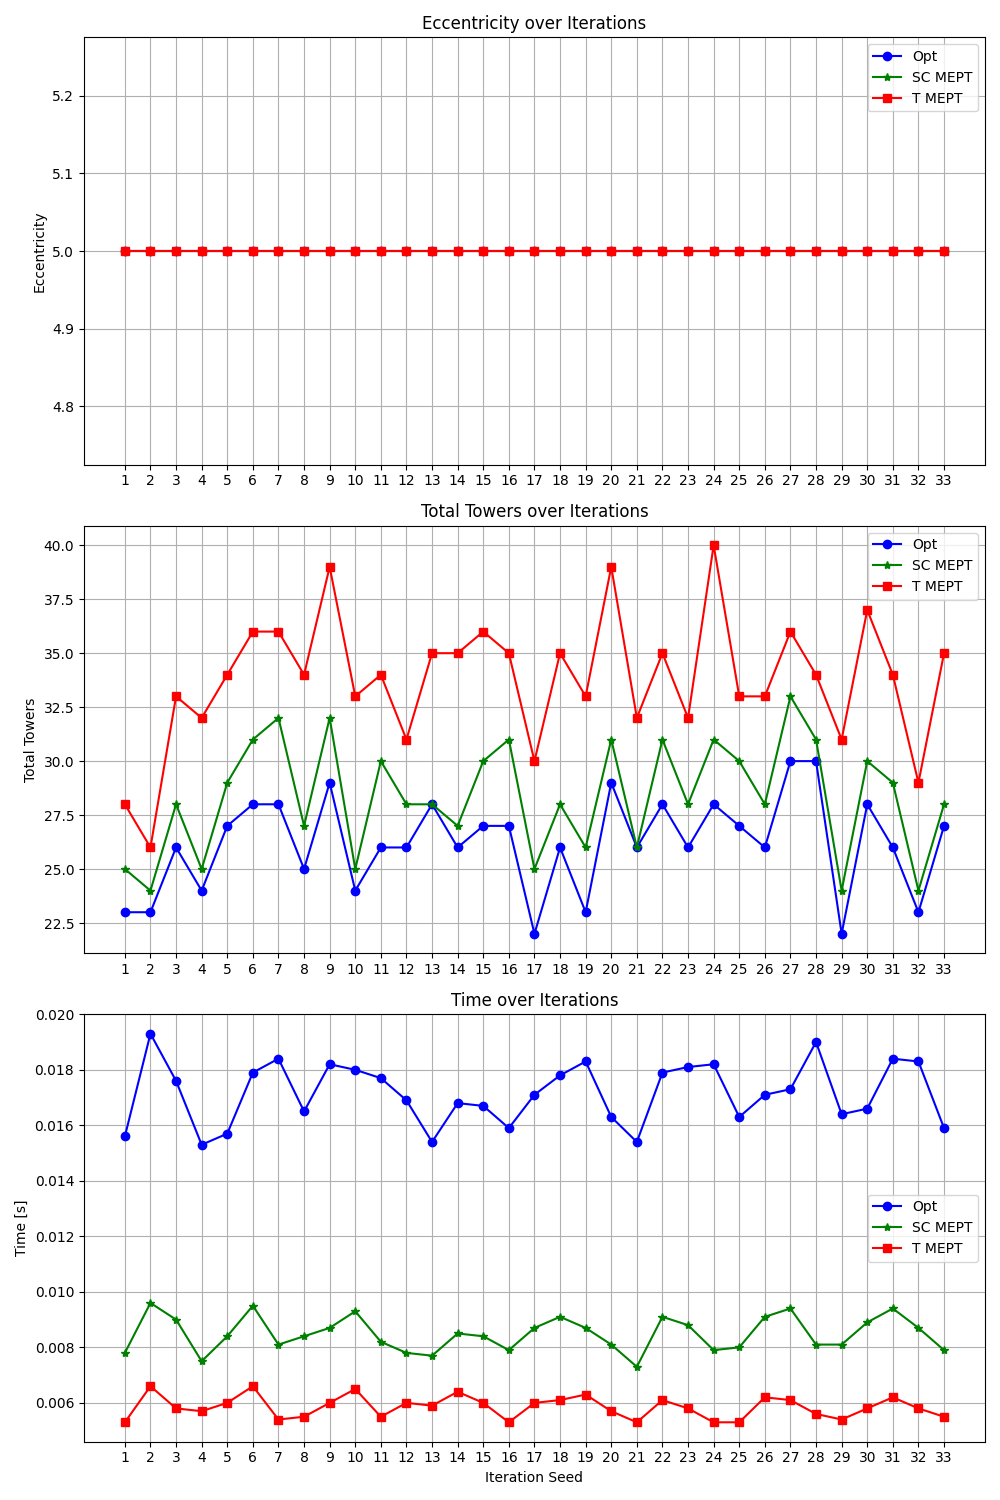 Eccentricity over Iterations
Opt
SC MEPT
T MEPT
5.2
5.1
5.0
4.9
4.8
Eccentricity
1 2 3 4 5 6 7 8 9 10 11 12 13 14 15 16 17 18 19 20 21 22 23 24 25 26 27 28 29 30 31 32 33
Total Towers over Iterations
Opt
SC MEPT
T MEPT
40.0
37.5
35.0
32.5
30.0
27.5
25.0
22.5
Total Towers
1 2 3 4 5 6 7 8 9 10 11 12 13 14 15 16 17 18 19 20 21 22 23 24 25 26 27 28 29 30 31 32 33
Time over Iterations
0.020
0.018
0.016
0.014
0.012
0.010
0.008
0.006
Time [s]
Opt
SC MEPT
T MEPT
1 2 3 4 5 6 7 8 9 10 11 12 13 14 15 16 17 18 19 20 21 22 23 24 25 26 27 28 29 30 31 32 33
Iteration Seed